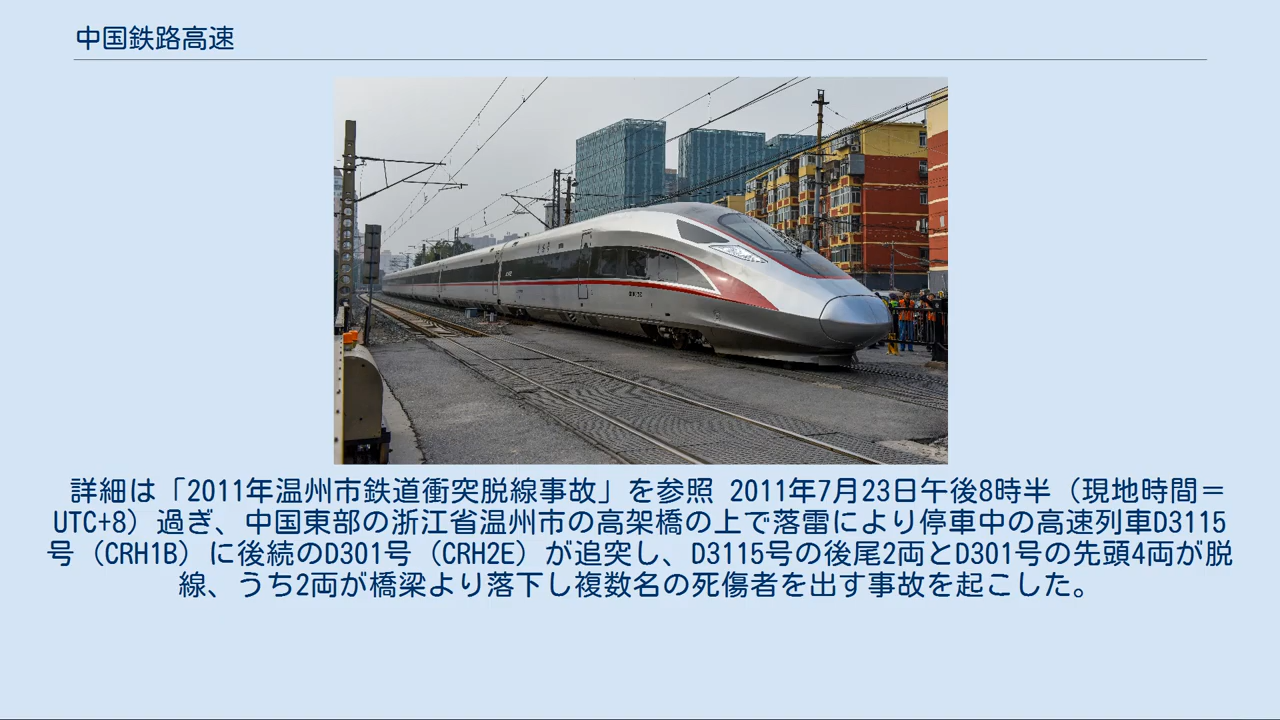 中国鉄路高速
詳細は「2011年温州市鉄道衝突脱線事故」を参照 2011年7月23日午後8時半（現地時間＝
UTC+8）過ぎ、中国東部の浙江省温州市の高架橋の上で落雷により停車中の高速列車D3115
号（CRH1B）に後続のD301号（CRH2E）が追突し、D3115号の後尾2両とD301号の先頭4両が脱
線、うち2両が橋梁より落下し複数名の死傷者を出す事故を起こした。